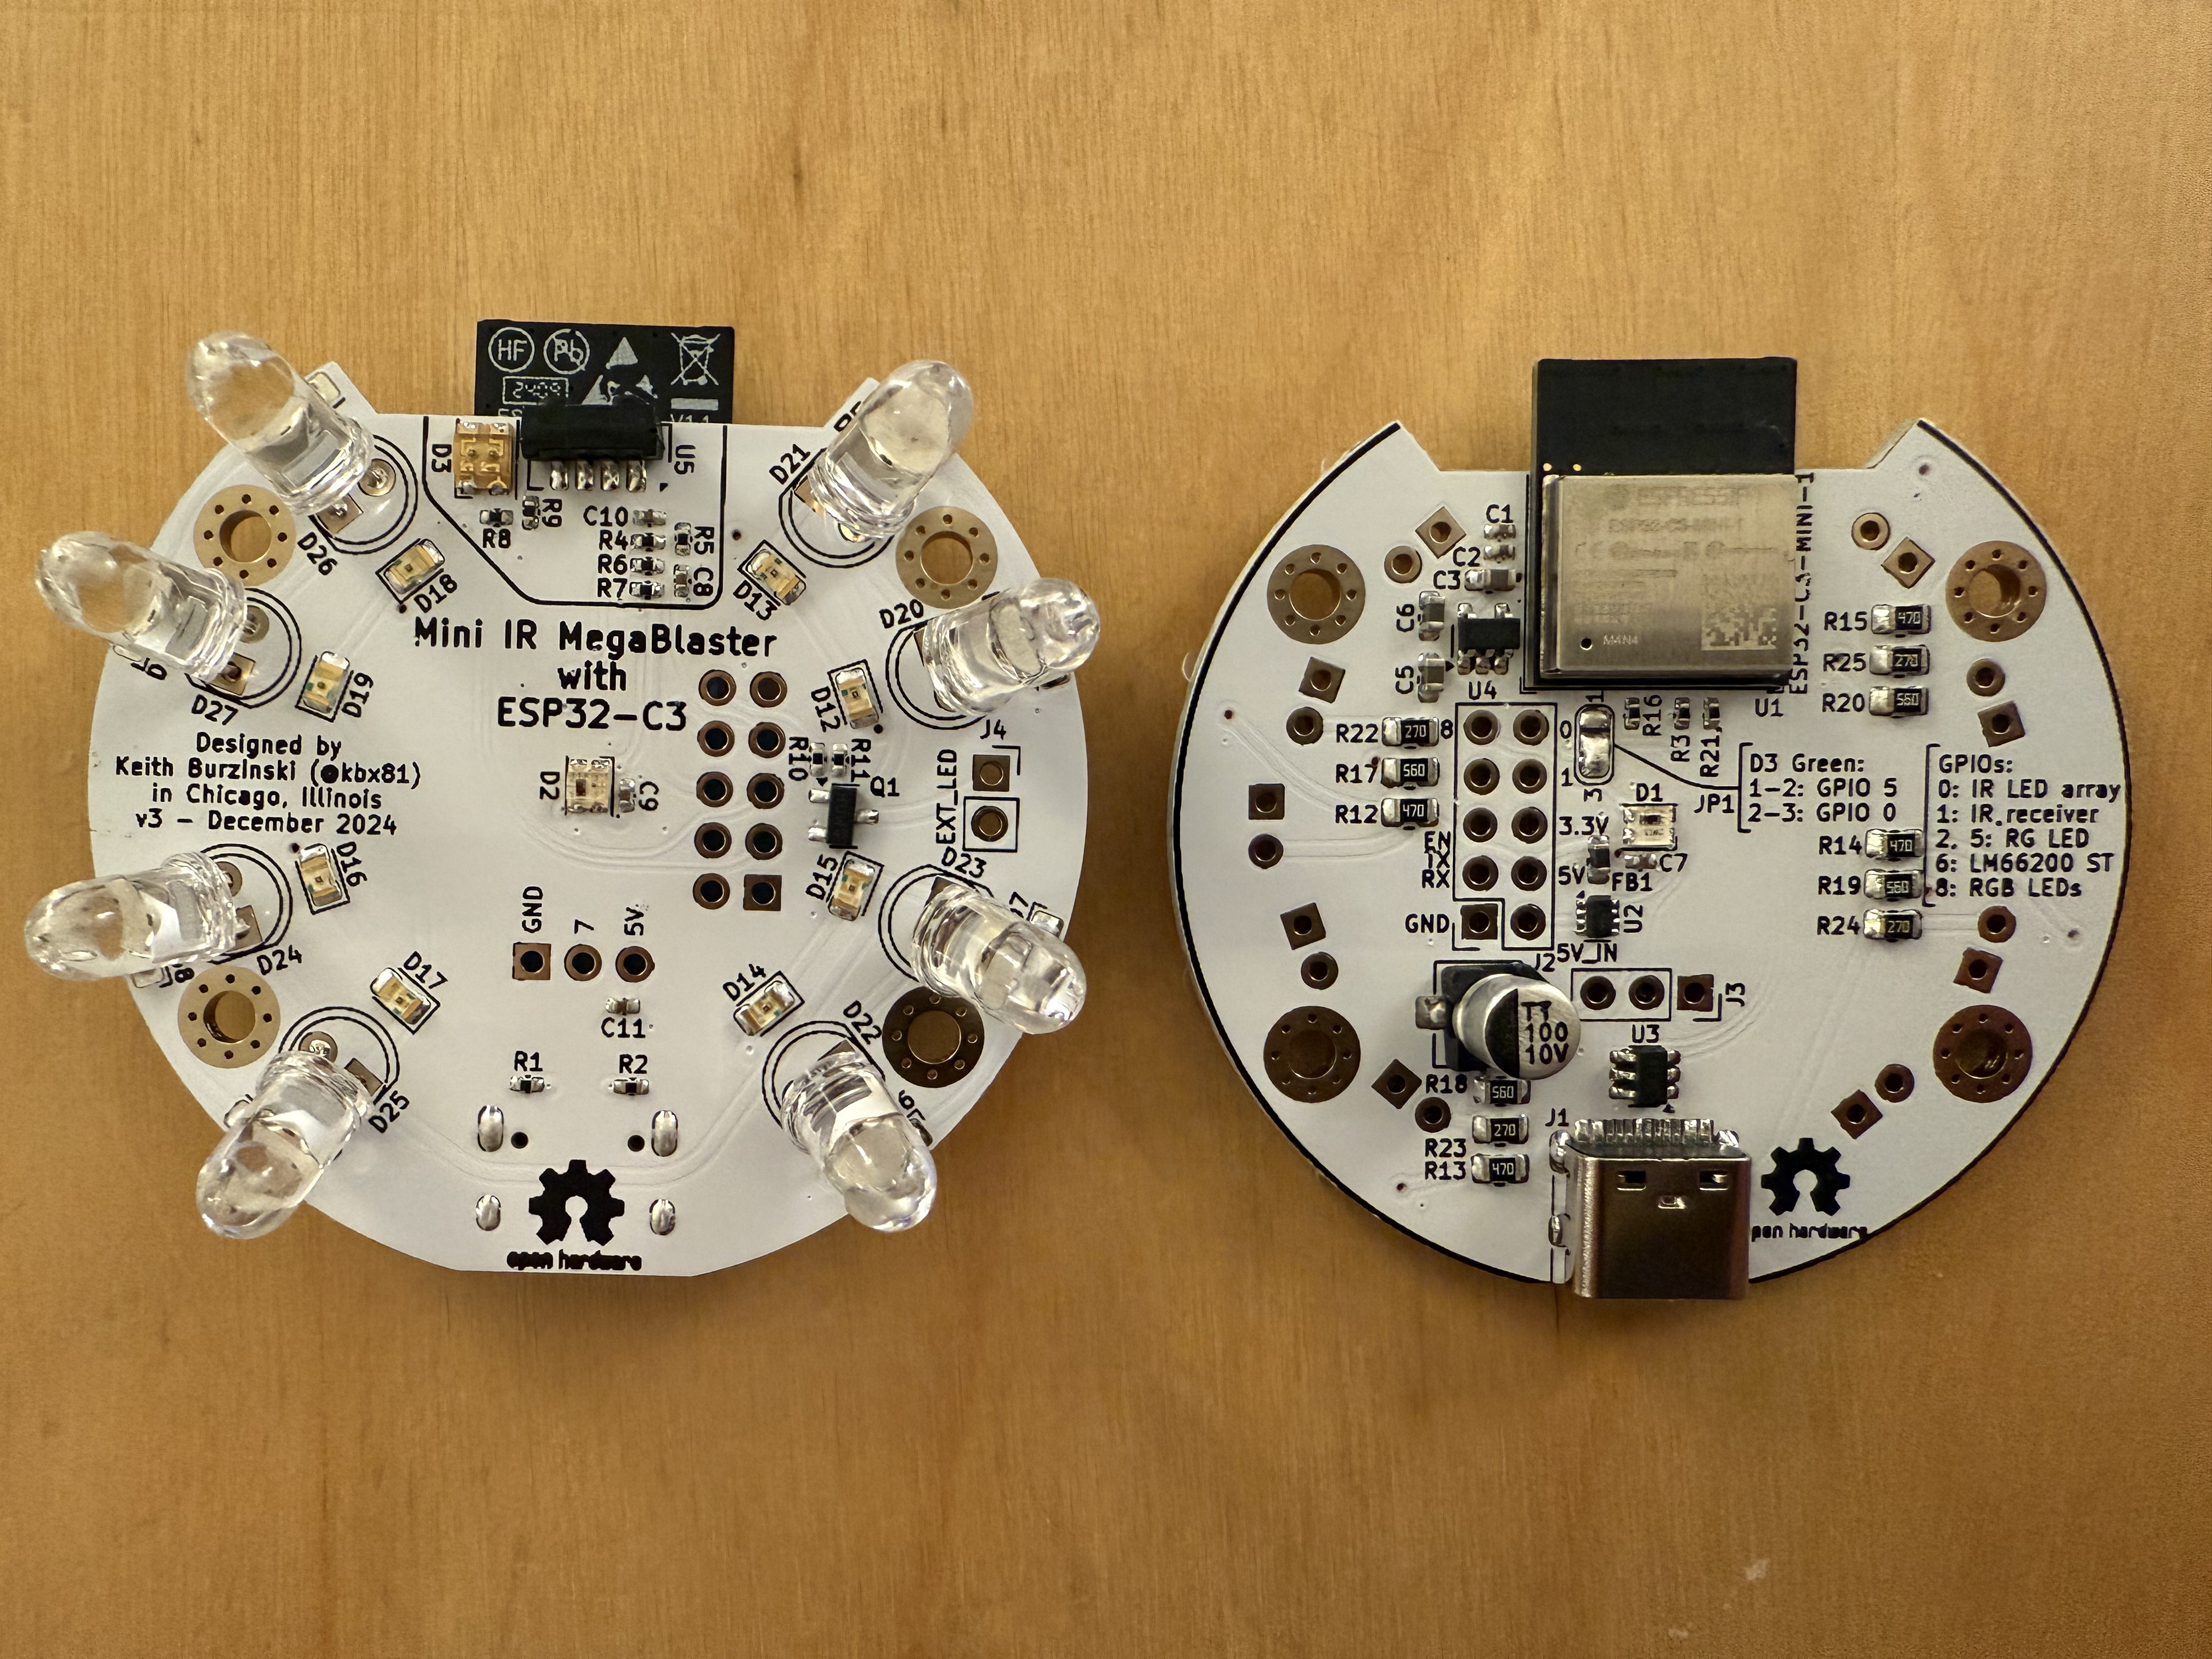 HF
Pb
D3
U5
R9
R8
C10
R4
R5
R6
R7
C8
D21
D26
D18
D13
D20
Mini IR MegaBlaster
with
ESP32-C3
D27
D19
D12
J4
Designed by
Keith Burzinski (@kbx81)
in Chicago, Illinois
v3 - December 2024
D2
C9
R10
R11
Q1
EXT_LED
D16
D15
D23
D24
D17
GND
7
5V
D14
D22
C11
R1
R2
D25
open hardware
C1
C2
C3
C6
C5
U4
ESP32-C3-MINI-1
M4N4
U1
R15
470
R25
270
R20
560
R22
270
8
0
R17
560
1
R12
470
1
3
R16
R3
R21
D3 Green:
1-2: GPIO 5
2-3: GPIO 0
JP1
GPIOs:
0: IR LED array
1: IR receiver
2, 5: RG LED
6: LM66200 ST
8: RGB LEDs
D1
C7
FB1
3.3V
EN
TX
RX
5V
GND
U2
5V_IN
J2
J3
R14
470
R19
560
R24
270
TT
100
10V
U3
R18
560
R23
270
R13
470
J1
open hardware